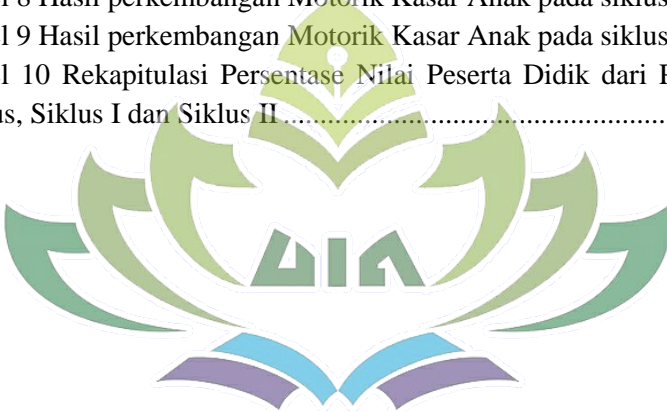 l 8 Hasil perkembangan Motorik Kasar Anak pada siklus
l 9 Hasil perkembangan Motorik Kasar Anak pada siklus
l 10 Rekapitulasi Persentase Nilai Peserta Didik dari
us, Siklus I dan Siklus II ......................................................
UIN